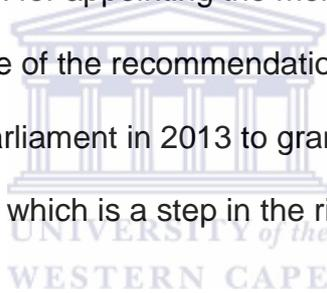 for appointing the
e of the recommendatio
arliament in 2013 to gran
which is a step in the ri
UNIVERSITY of the
WESTERN CAPE